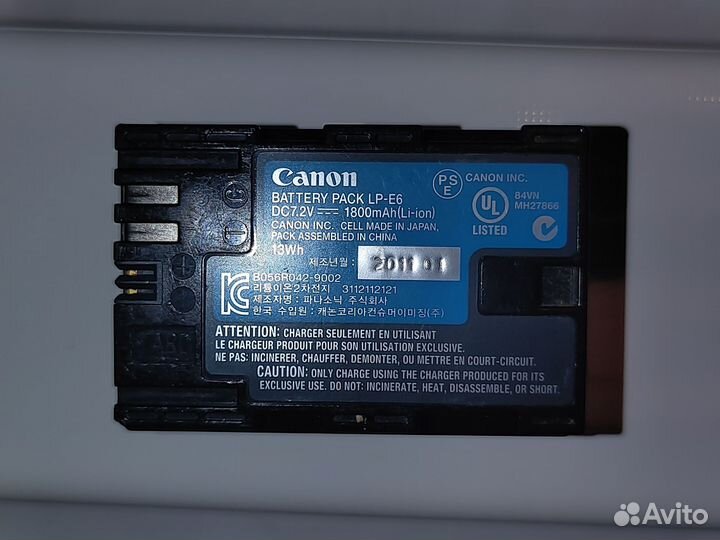 Canon
BATTERY PACK LP-E6
DC7.2V 1800mAh(Li-ion)
CANON INC. CELL MADE IN JAPAN,
PACK ASSEMBLED IN CHINA
13Wh
제조년월 : 2011 01
PS
E
CANON INC.
UL
LISTED
84VN
MH27866
B056R042-9002
리튬이온2차전지 3112112121
제조자명 : 파나소닉 주식회사
한국 수입원 : 캐논코리아컨슈머이미징(주)
ATTENTION: CHARGER SEULEMENT EN UTILISANT
LE CHARGEUR PRODUIT POUR SON UTILISATION EXCLUSIVE.
NE PAS: INCINERER, CHAUFFER, DEMONTER, OU METTRE EN COURT-CIRCUIT.
CAUTION: ONLY CHARGE USING THE CHARGER PRODUCED FOR ITS
EXCLUSIVE USE. DO NOT: INCINERATE, HEAT, DISASSEMBLE, OR SHORT.
Avito